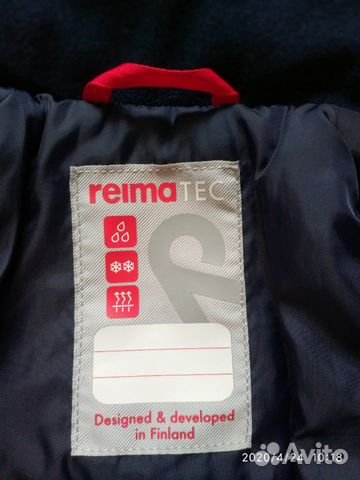 reimaTEC
Designed & developed
in Finland
2020/4/24 10:18
Avito